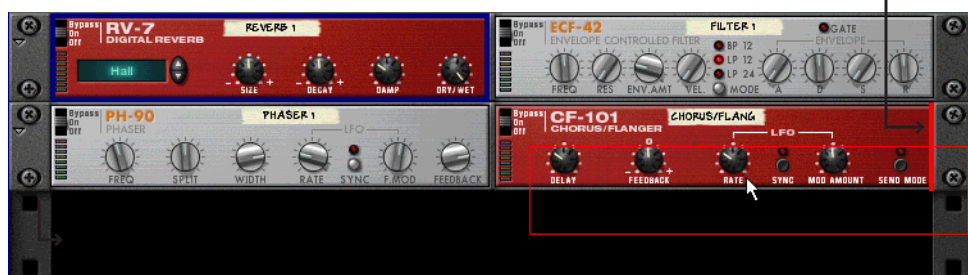 Bypass
On
Off
RV-7
DIGITAL REVERB
REVERB 1
Hall
SIZE
DECAY
DAMP
DRY/WET
Bypass
On
Off
ECF-42
ENVELOPE CONTROLLED FILTER
FILTER 1
GATE
ENVELOPE
BP 12
LP 12
LP 24
MODE
FREQ
RES
ENV.AMT
VEL.
A
D
S
R
Bypass
On
Off
PH-90
PHASER
PHASER 1
LFO
FREQ
SPLIT
WIDTH
RATE
SYNC
F.MOD
FEEDBACK
Bypass
On
Off
CF-101
CHORUS/FLANGER
CHORUS/FLANG
LFO
0
DELAY
FEEDBACK
RATE
SYNC
MOD AMOUNT
SEND MODE